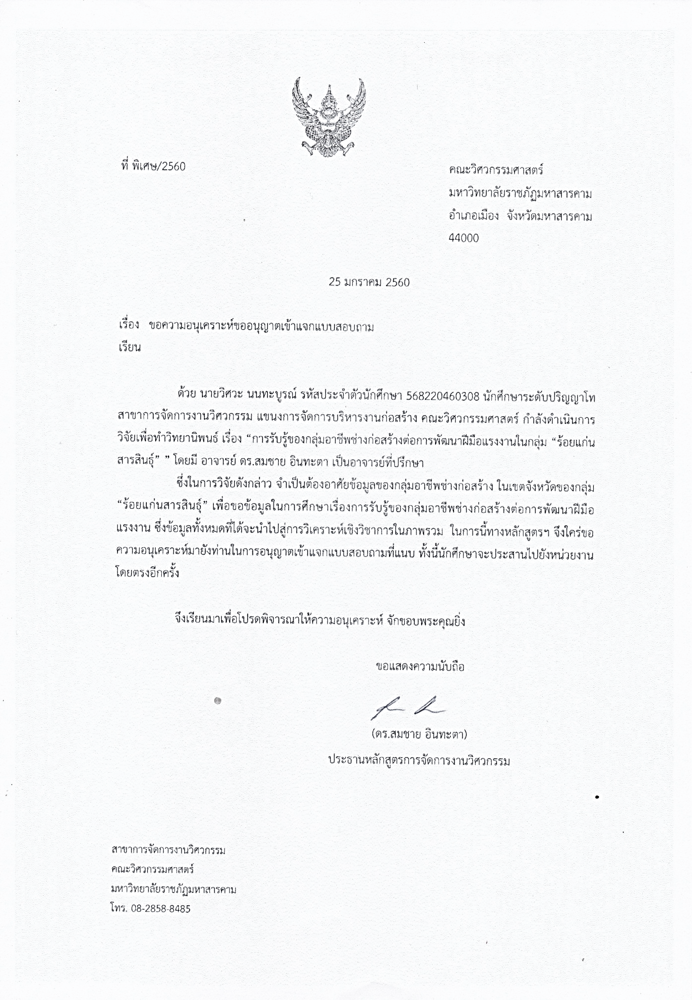 ที่ พิเศษ/2560
คณะวิศวกรรมศาสตร์
มหาวิทยาลัยราชภัฏมหาสารคาม
อำเภอเมือง จังหวัดมหาสารคาม
44000
25 มกราคม 2560
เรื่อง ขอความอนุเคราะห์ขออนุญาตเข้าแจกแบบสอบถาม
เรียน
ด้วย นายวิศวะ นนทะบูรณ์ รหัสประจำตัวนักศึกษา 568220460308 นักศึกษาระดับปริญญาโท
สาขาการจัดการงานวิศวกรรม แขนงการจัดการบริหารงานก่อสร้าง คณะวิศวกรรมศาสตร์ กำลังดำเนินการ
วิจัยเพื่อทำวิทยานิพนธ์ เรื่อง “การรับรู้ของกลุ่มอาชีพช่างก่อสร้างต่อการพัฒนาฝีมือแรงงานในกลุ่ม “ร้อยแก่น
สารสินธุ์” ” โดยมี อาจารย์ ดร.สมชาย อินทะตา เป็นอาจารย์ที่ปรึกษา
ซึ่งในการวิจัยดังกล่าว จำเป็นต้องอาศัยข้อมูลของกลุ่มอาชีพช่างก่อสร้าง ในเขตจังหวัดของกลุ่ม
“ร้อยแก่นสารสินธุ์” เพื่อขอข้อมูลในการศึกษาเรื่องการรับรู้ของกลุ่มอาชีพช่างก่อสร้างต่อการพัฒนาฝีมือ
แรงงาน ซึ่งข้อมูลทั้งหมดที่ได้จะนำไปสู่การวิเคราะห์เชิงวิชาการในภาพรวม ในการนี้ทางหลักสูตรฯ จึงใคร่ขอ
ความอนุเคราะห์มายังท่านในการอนุญาตเข้าแจกแบบสอบถามที่แนบ ทั้งนี้นักศึกษาจะประสานไปยังหน่วยงาน
โดยตรงอีกครั้ง
จึงเรียนมาเพื่อโปรดพิจารณาให้ความอนุเคราะห์ จักขอบพระคุณยิ่ง
ขอแสดงความนับถือ
(ดร.สมชาย อินทะตา)
ประธานหลักสูตรการจัดการงานวิศวกรรม
สาขาการจัดการงานวิศวกรรม
คณะวิศวกรรมศาสตร์
มหาวิทยาลัยราชภัฏมหาสารคาม
โทร. 08-2858-8485